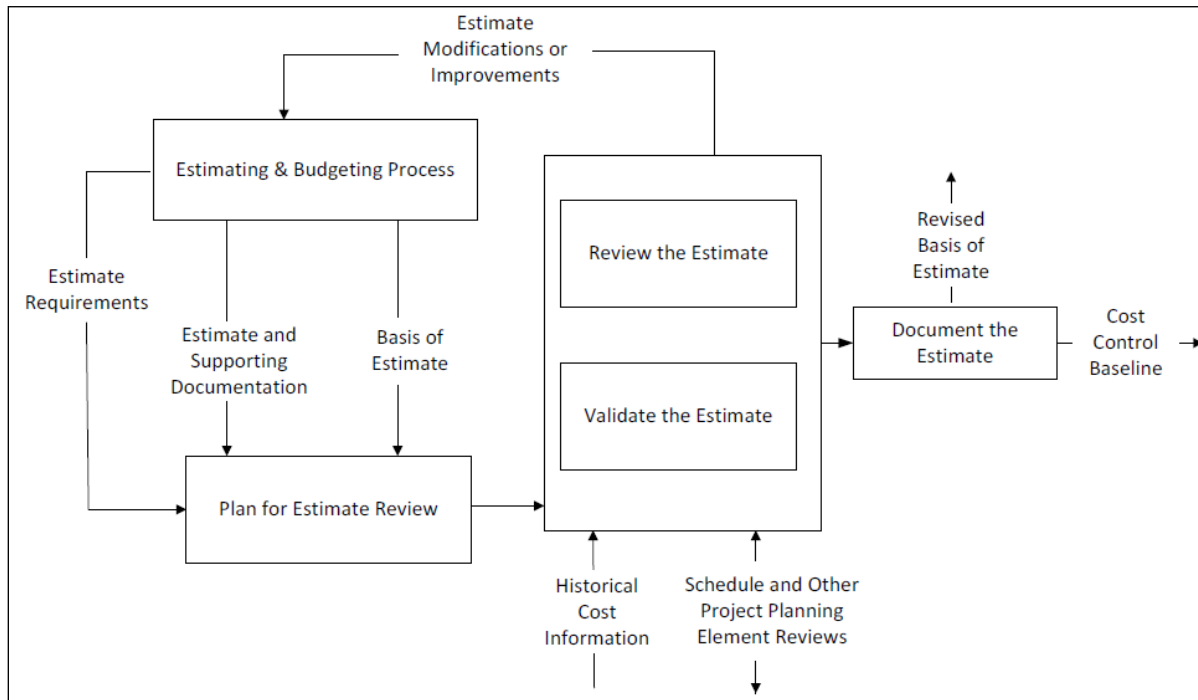 Estimate
Modifications or
Improvements
Estimating & Budgeting Process
Estimate
Requirements
Estimate and
Supporting
Documentation
Basis of
Estimate
Plan for Estimate Review
Review the Estimate
Validate the Estimate
Historical
Cost
Information
Schedule and Other
Project Planning
Element Reviews
Revised
Basis of
Estimate
Document the
Estimate
Cost
Control
Baseline